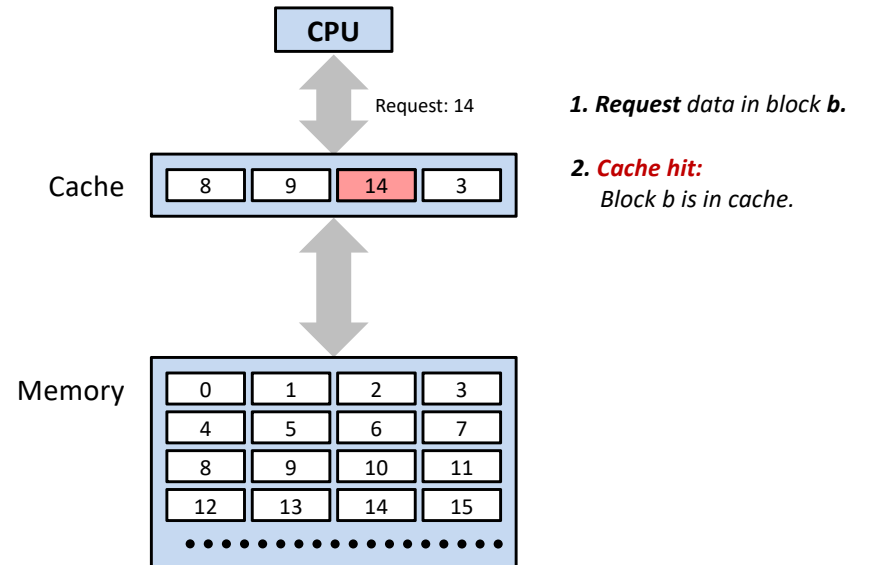 CPU
Request: 14
1. Request data in block b.
2. Cache hit:
Block b is in cache.
Cache
8 9 14 3
Memory
0 1 2 3
4 5 6 7
8 9 10 11
12 13 14 15